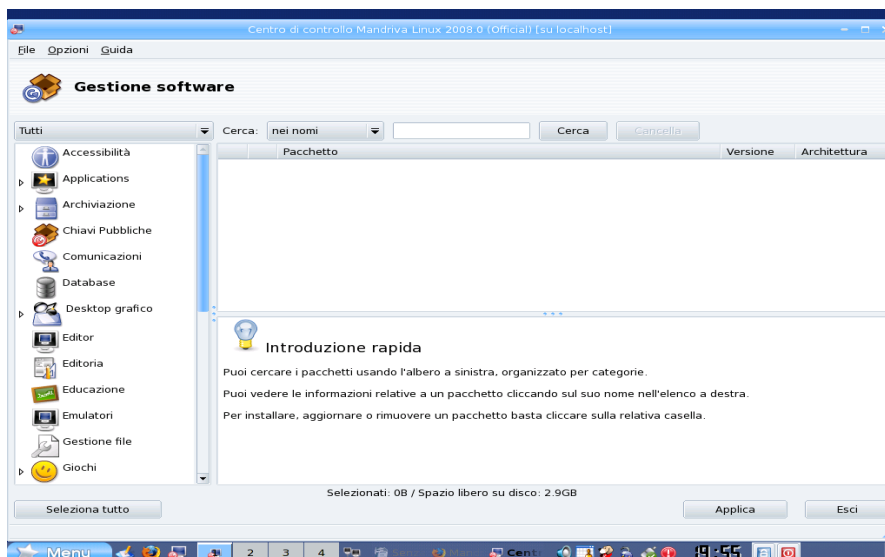 Centro di controllo Mandriva Linux 2008.0 (Official) [su localhost]
File Opzioni Guida
Gestione software
Tutti Cerca: nei nomi Cerca Cancella
Pacchetto Versione Architettura
Accessibilità
Applications
Archiviazione
Chiavi Pubbliche
Comunicazioni
Database
Desktop grafico
Editor
Editoria
Educazione
Emulatori
Gestione file
Giochi
Introduzione rapida
Puoi cercare i pacchetti usando l'albero a sinistra, organizzato per categorie.
Puoi vedere le informazioni relative a un pacchetto cliccando sul suo nome nell'elenco a destra.
Per installare, aggiornare o rimuovere un pacchetto basta cliccare sulla relativa casella.
Selezionati: 0B / Spazio libero su disco: 2.9GB
Seleziona tutto Applica Esci
Menu 2 3 4 Cent 19:55